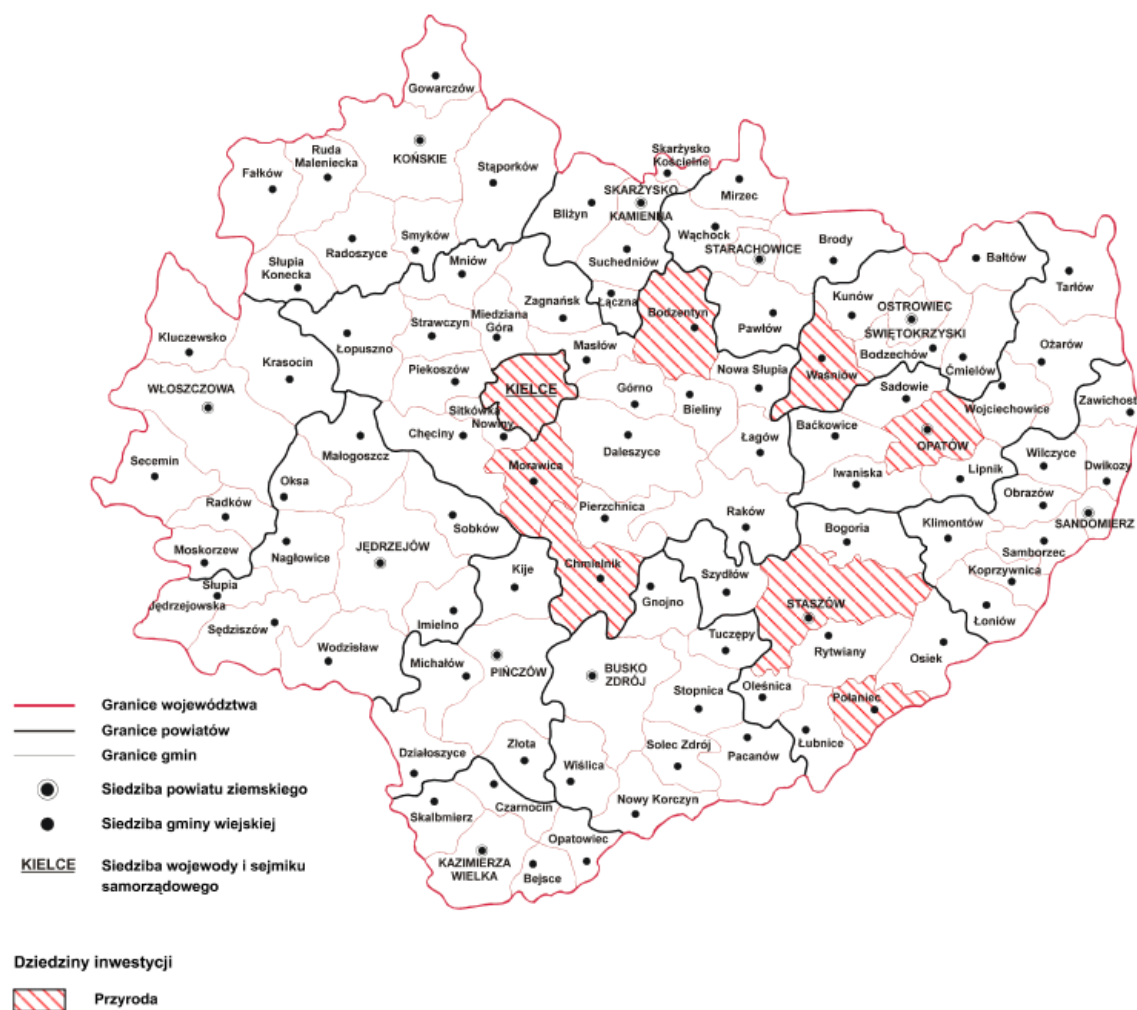 Gowarczów
KOŃSKIE
Ruda
Maleniecka
Fałków
Stąporków
Skarżysko
Kościelne
SKARŻYSKO
KAMIENNA
Mirzec
Bliżyn
Wąchock
STARACHOWICE
Brody
Radoszyce
Smyków
Słupia
Konecka
Mniów
Suchedniów
Bałtów
Tarłów
Łączna
Zagnańsk
Miedziana
Góra
Strawczyn
Bodzentyn
Pawłów
Kunów
OSTROWIEC
ŚWIĘTOKRZYSKI
Bodzechów
Ćmielów
Ożarów
Kluczewsko
Łopuszno
Krasocin
Masłów
Piekoszów
KIELCE
Górno
Bieliny
Nowa Słupia
Waśniów
Sadowie
Wojciechowice
Zawichost
WŁOSZCZOWA
Sitkówka
Nowiny
Chęciny
Daleszyce
Łagów
Baćkowice
OPATÓW
Małogoszcz
Secemin
Oksa
Morawica
Iwaniska
Lipnik
Wilczyce
Dwikozy
Obrazów
SANDOMIERZ
Radków
Pierzchnica
Raków
Bogoria
Klimontów
Samborzec
Sobków
Nagłowice
JĘDRZEJÓW
Moskorzew
Kije
Chmielnik
Szydłów
Koprzywnica
Słupia
Jędrzejowska
Gnojno
STASZÓW
Łoniów
Sędziszów
Imielno
Wodzisław
Michałów
PIŃCZÓW
BUSKO
ZDRÓJ
Tuczępy
Rytwiany
Osiek
Stopnica
Oleśnica
Połaniec
Łubnice
Działoszyce
Złota
Wiślica
Solec Zdrój
Pacanów
Skalbmierz
Czarnocin
Nowy Korczyn
Opatowiec
KAZIMIERZA
WIELKA
Bejsce
Granice województwa
Granice powiatów
Granice gmin
Siedziba powiatu ziemskiego
Siedziba gminy wiejskiej
KIELCE Siedziba wojewody i sejmiku
samorządowego
Dziedziny inwestycji
Przyroda